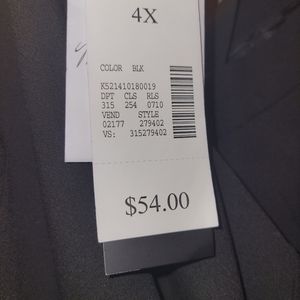 4X
COLOR BLK
K521410180019
DPT CLS RLS
315 254 0710
VEND STYLE
02177 279402
VS: 315279402
$54.00